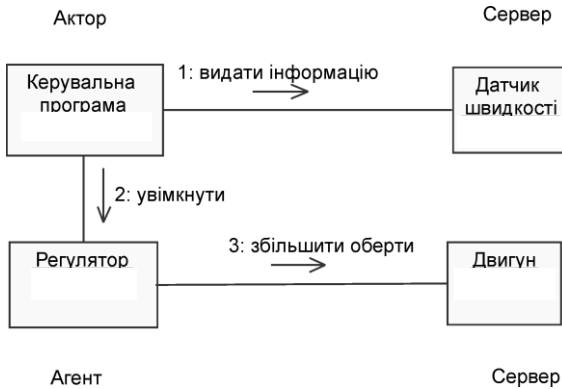 Актор
Сервер
Керувальна
програма
1: видати інформацію
Датчик
швидкості
2: увімкнути
Регулятор
3: збільшити оберти
Двигун
Агент
Сервер